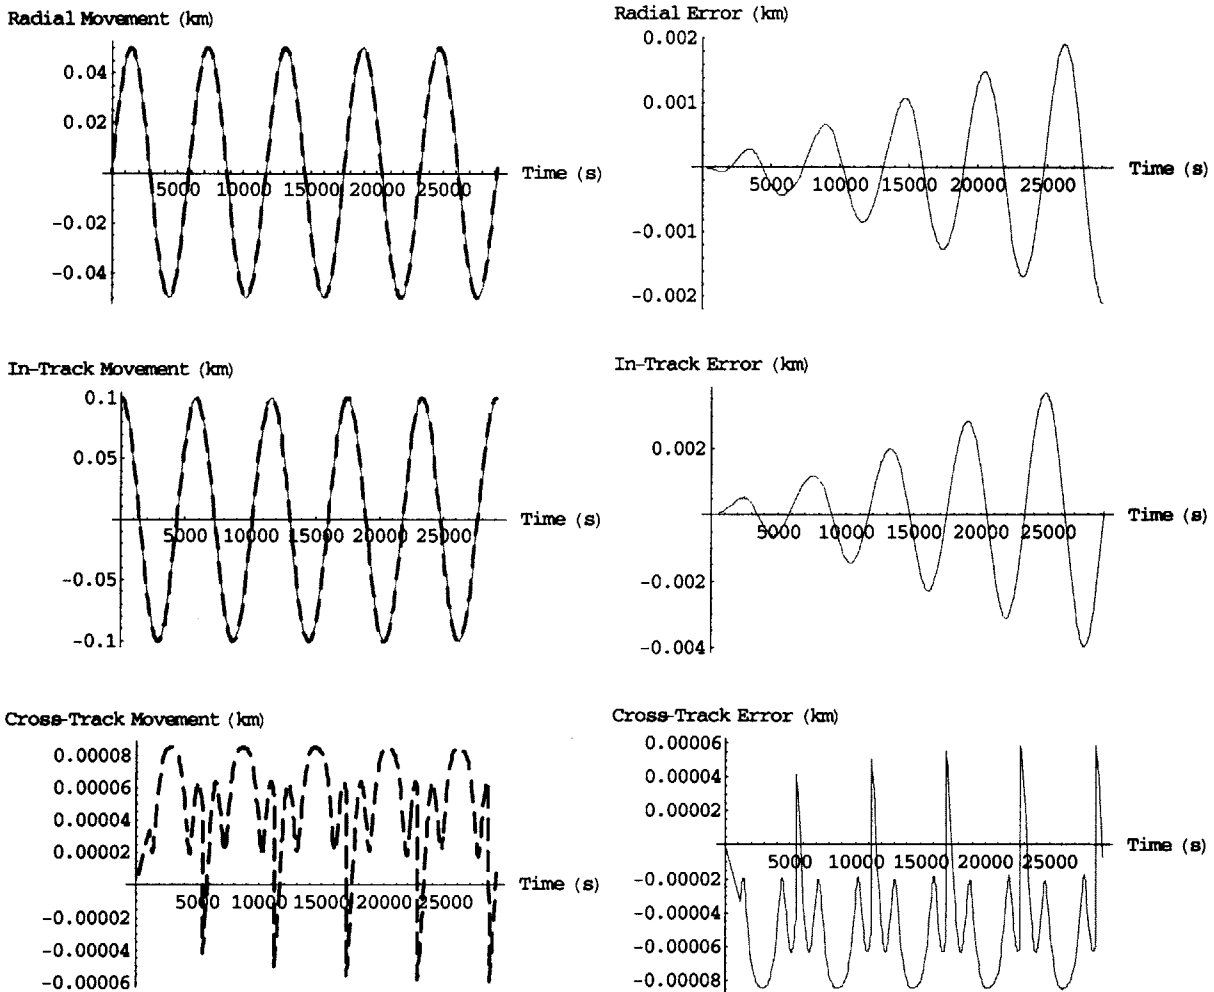 Radial Movement (km)
0.04
0.02
-0.02
-0.04
5000 10000 15000 20000 25000
Time (s)
Radial Error (km)
0.002
0.001
-0.001
-0.002
5000 10000 15000 20000 25000
Time (s)
In-Track Movement (km)
0.1
0.05
-0.05
-0.1
5000 10000 15000 20000 25000
Time (s)
In-Track Error (km)
0.002
-0.002
-0.004
5000 10000 15000 20000 25000
Time (s)
Cross-Track Movement (km)
0.00008
0.00006
0.00004
0.00002
-0.00002
-0.00004
-0.00006
5000 10000 15000 20000 25000
Time (s)
Cross-Track Error (km)
0.00006
0.00004
0.00002
-0.00002
-0.00004
-0.00006
-0.00008
5000 10000 15000 20000 25000
Time (s)